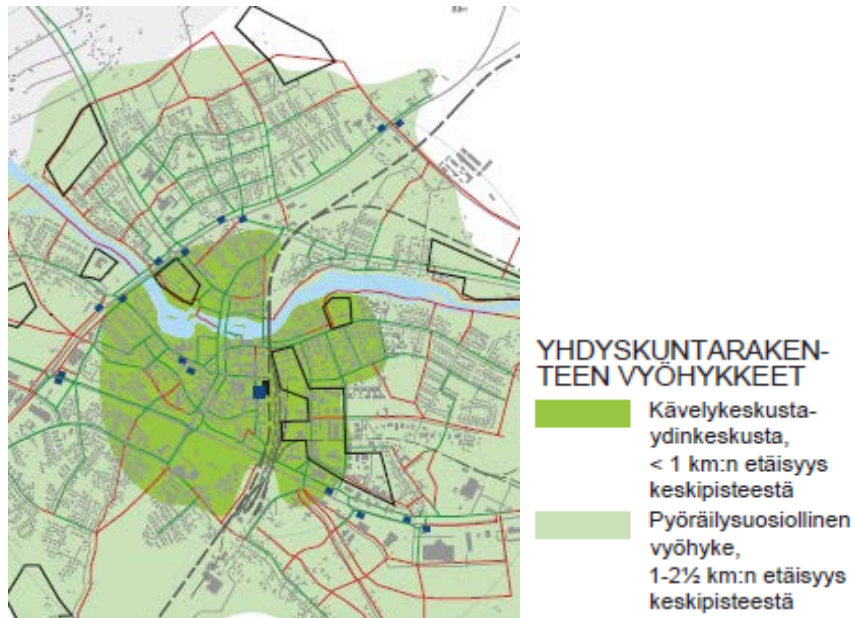 YHDYSKUNTARAKEN-
TEEN VYÖHYKKEET
Kävelykeskusta-
ydinkeskusta,
< 1 km:n etäisyys
keskipisteestä
Pyöräilysuosiollinen
vyöhyke,
1-2½ km:n etäisyys
keskipisteestä